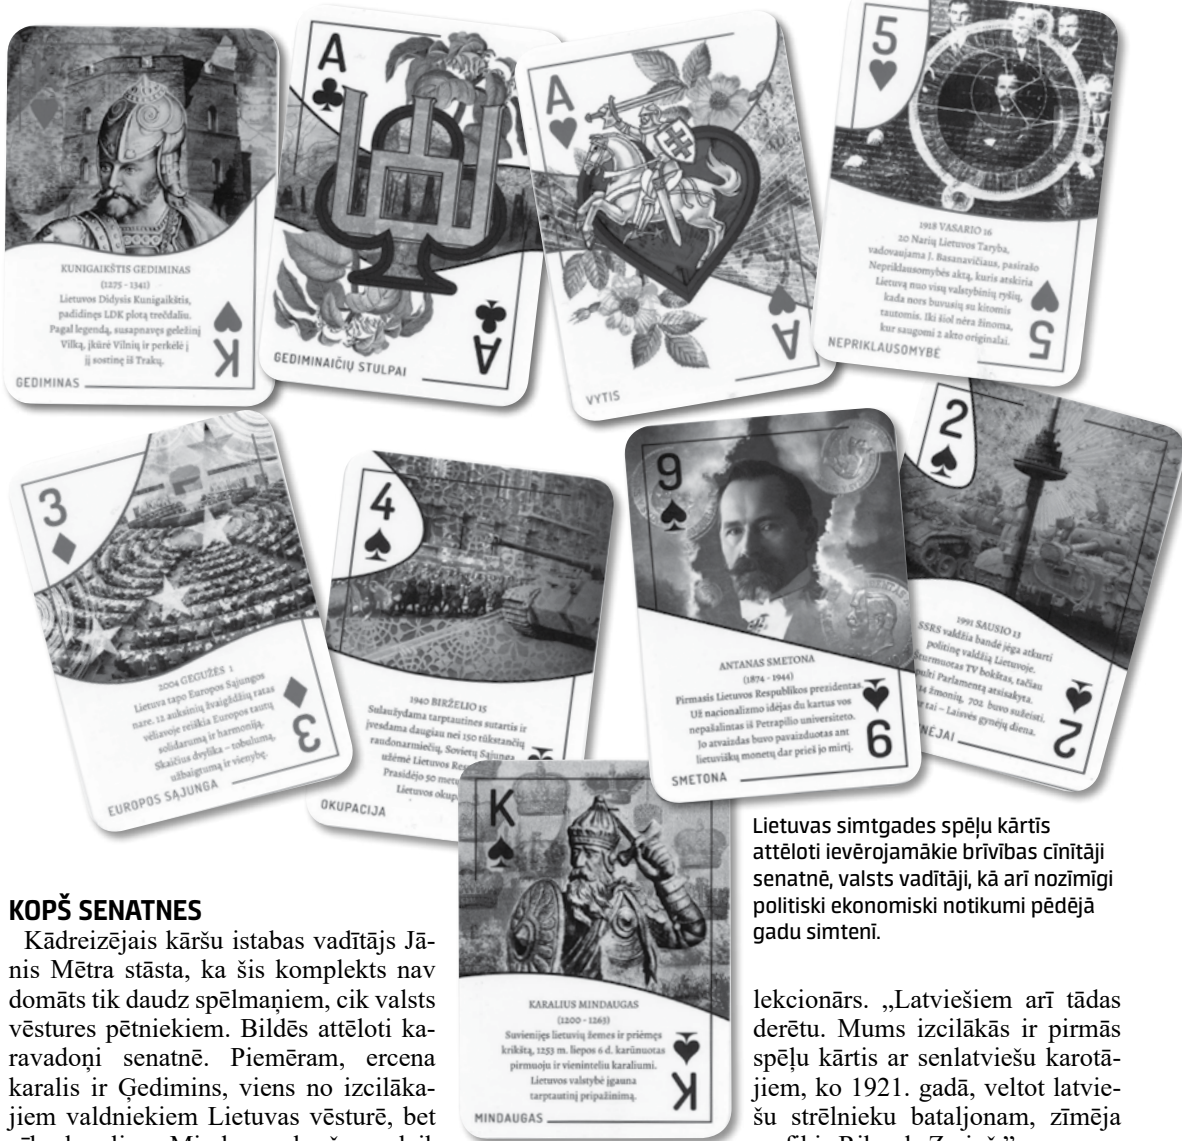 KUNIGAIKŠTIS GEDIMINAS
(1275 - 1341)
Lietuvos Didysis Kunigaikštis,
padidinęs LDK plotą trečdaliu.
Pagal legendą, susapnavęs geležinį
Vilką, įkūrė Vilnių ir perkėlė į
jį sostinę iš Trakų.
K
GEDIMINAS
A
A
GEDIMINAIČIŲ STULPAI
A
A
VYTIS
5
1918 VASARIO 16
20 Narių Lietuvos Taryba,
vadovaujama J. Basanavičiaus, pasirašo
Nepriklausomybės aktą, kuris atskiria
Lietuvą nuo visų valstybinių ryšių,
kada nors buvusių su kitomis
tautomis. Iki šiol nėra žinoma,
kur saugomi 2 akto originalai.
5
NEPRIKLAUSOMYBĖ
3
2004 GEGUŽĖS 1
Lietuva tapo Europos Sąjungos
nare. 12 auksinių žvaigždžių ratas
vėliavoje reiškia Europos tautų
solidarumą ir harmoniją.
Skaičius dvylika – tobulumą,
užbaigtumą ir vienybę.
3
EUROPOS SĄJUNGA
4
1940 BIRŽELIO 15
Sulaužydama tarptautines sutartis ir
įvesdama daugiau nei 150 tūkstančių
raudonarmiečių, Sovietų Sąjunga
užėmė Lietuvos
Prasidėjo 50
Lietuvos
OKUPACIJA
9
ANTANAS SMETONA
(1874 - 1944)
Pirmasis Lietuvos Respublikos prezidentas.
Už nacionalizmo idėjas du kartus vos
nepašalintas iš Petrapilio universiteto.
Jo atvaizdas buvo pavaizduotas ant
lietuviškų monetų dar prieš jo mirtį.
9
SMETONA
2
1991 SAUSIO 13
SSRS valdžia bandė jėga atkurti
politinę valdžią Lietuvoje.
Šturmuotas TV bokštas, tačiau
Parlamentą atsisakyta.
14 žmonių, 702 buvo sužeisti.
tai – Laisvės gynėjų diena.
2
K
KARALIUS MINDAUGAS
(1200 - 1263)
Suvienijęs lietuvių žemes ir priėmęs
krikštą, 1253 m. liepos 6 d. karūnuotas
pirmuoju ir vieninteliu karaliumi.
Lietuvos valstybė įgauna
tarptautinį pripažinimą.
K
MINDAUGAS
Lietuvas simtgades spēļu kārtīs
attēloti ievērojamākie brīvības cīnītāji
senatnē, valsts vadītāji, kā arī nozīmīgi
politiski ekonomiski notikumi pēdējā
gadu simtenī.
KOPŠ SENATNES
Kādreizējais kāršu istabas vadītājs Jā-
nis Mētra stāsta, ka šis komplekts nav
domāts tik daudz spēlmaņiem, cik valsts
vēstures pētniekiem. Bildēs attēloti ka-
ravadoņi senatnē. Piemēram, ercena
karalis ir Ģedimins, viens no izcilāka-
jiem valdniekiem Lietuvas vēsturē, bet
lekcionārs. „Latviešiem arī tādas
derētu. Mums izcilākās ir pirmās
spēļu kārtis ar senlatviešu karotā-
jiem, ko 1921. gadā, veltot latvie-
šu strēlnieku bataljonam, zīmēja